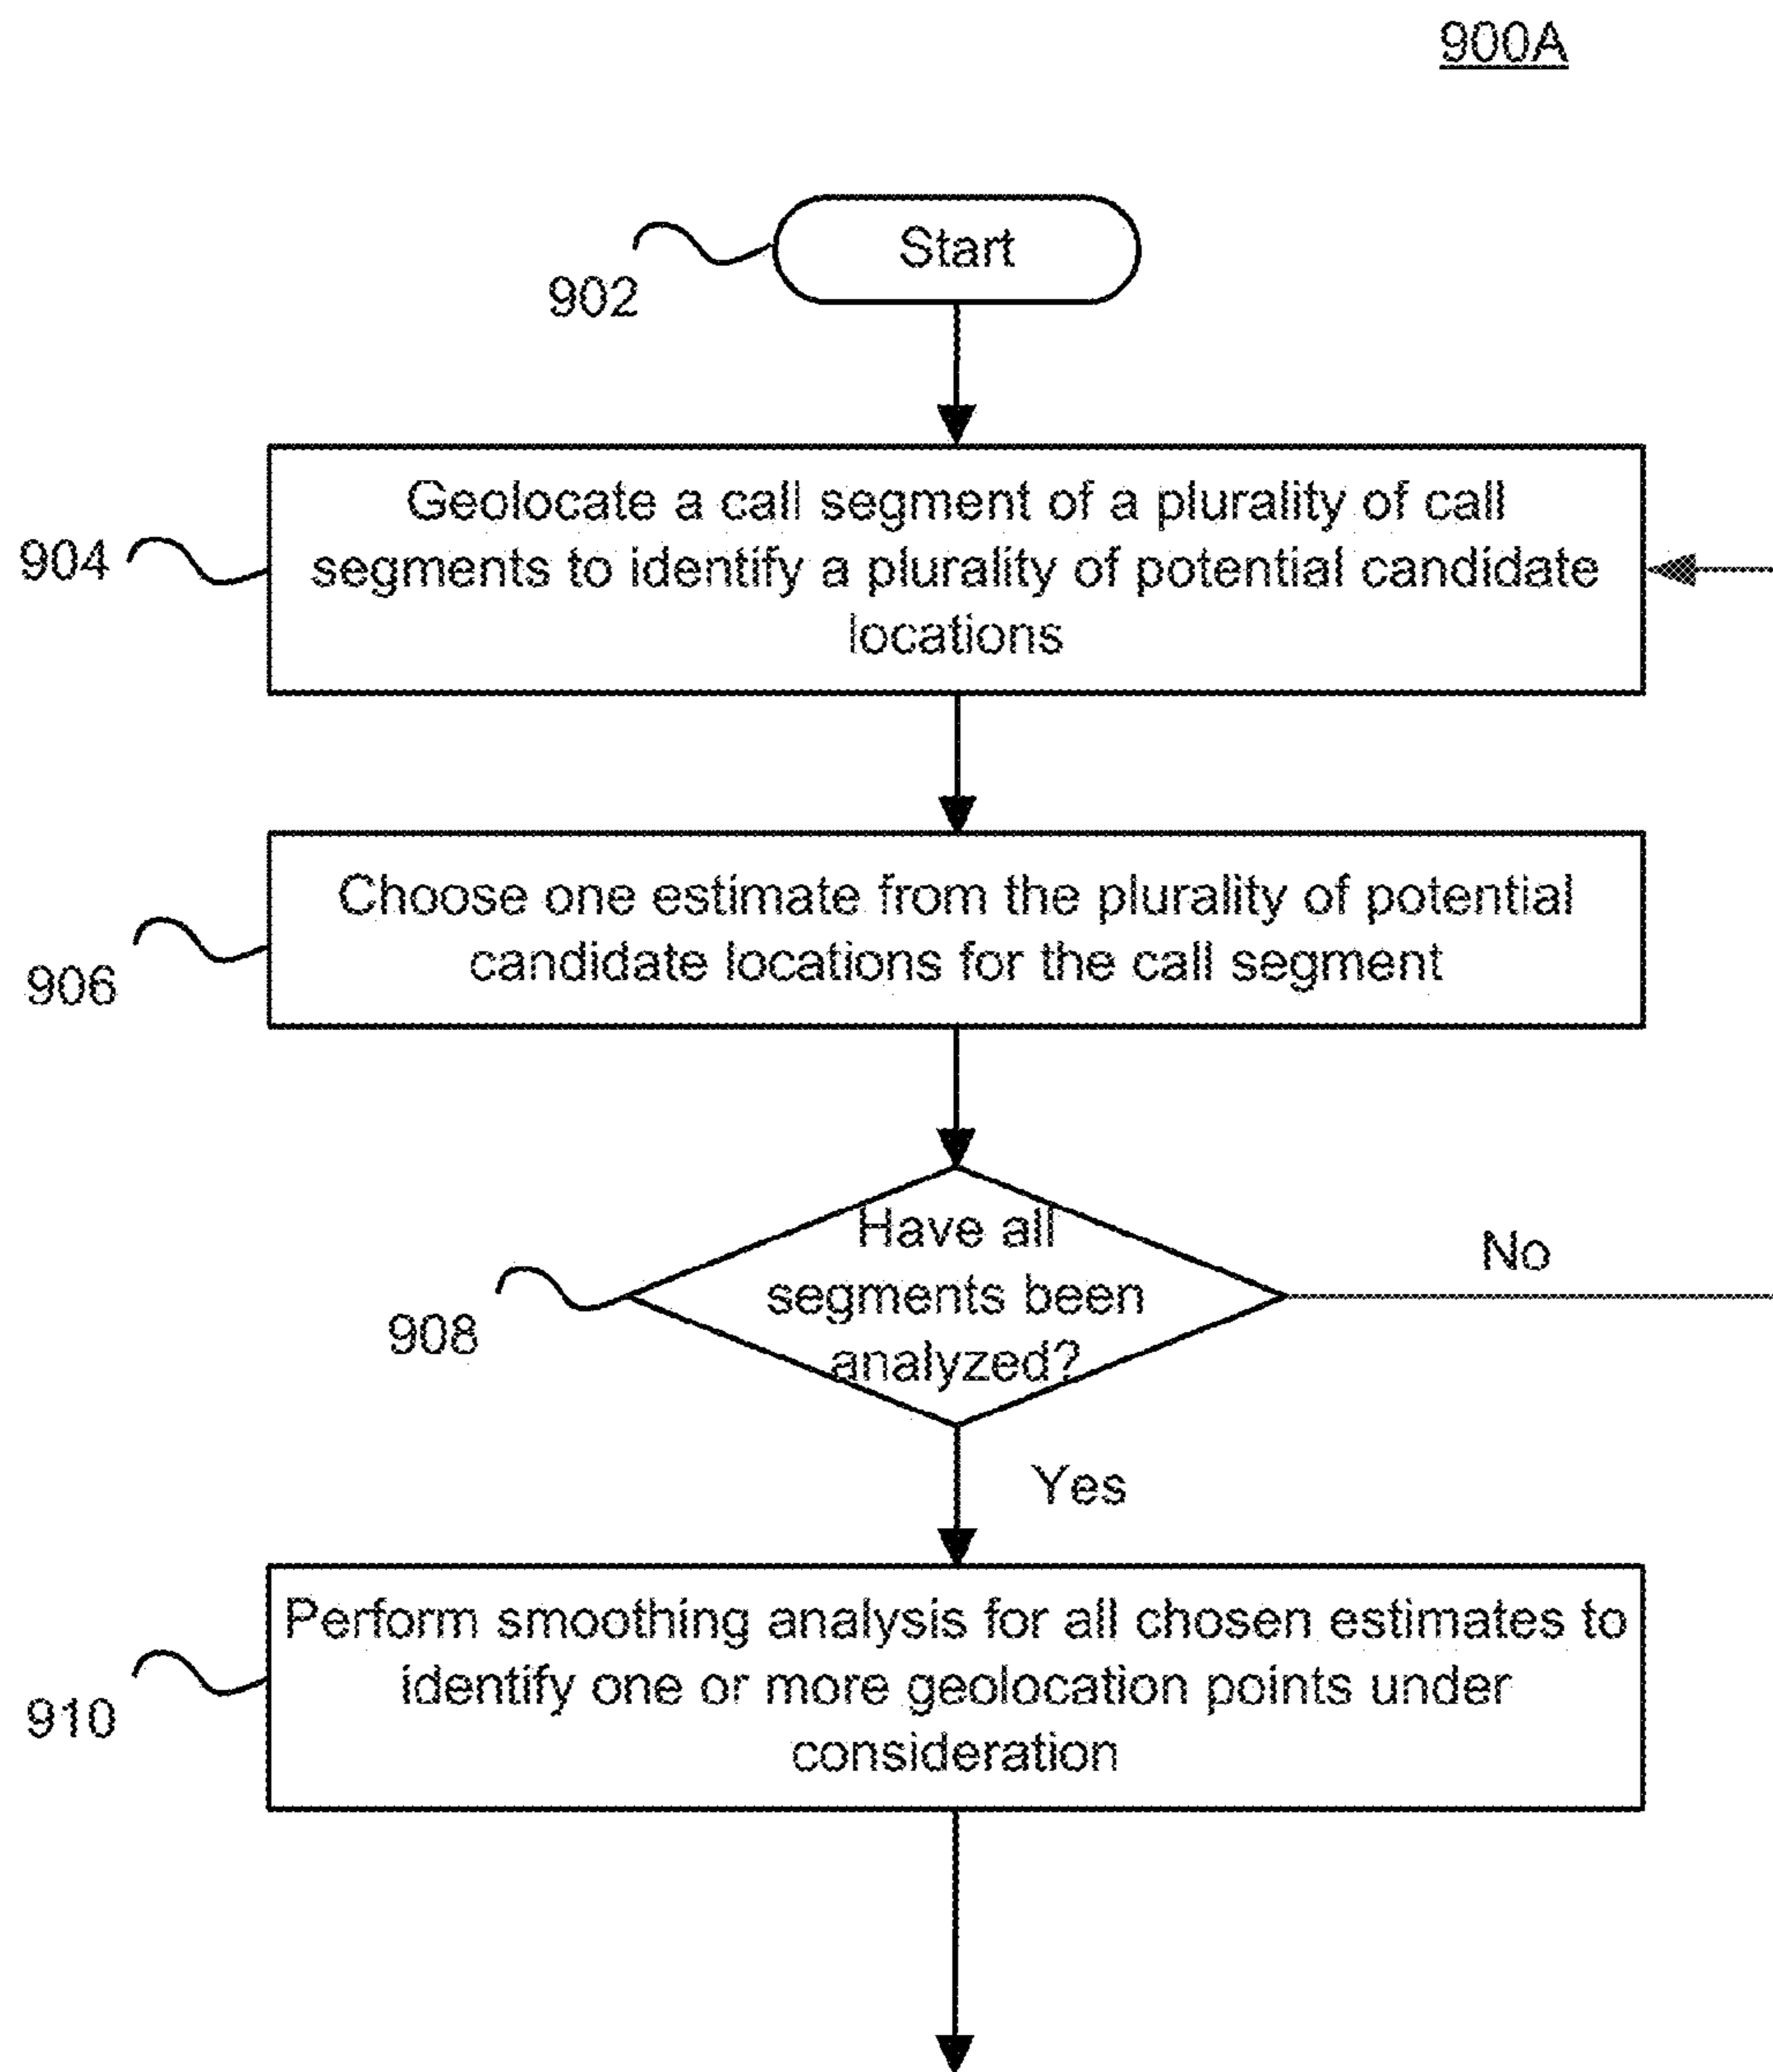 900A
Start
902
Geolocate a call segment of a plurality of call
segments to identify a plurality of potential candidate
locations
904
Choose one estimate from the plurality of potential
candidate locations for the call segment
906
Have all
segments been
analyzed?
No
908
Yes
Perform smoothing analysis for all chosen estimates to
identify one or more geolocation points under
consideration
910